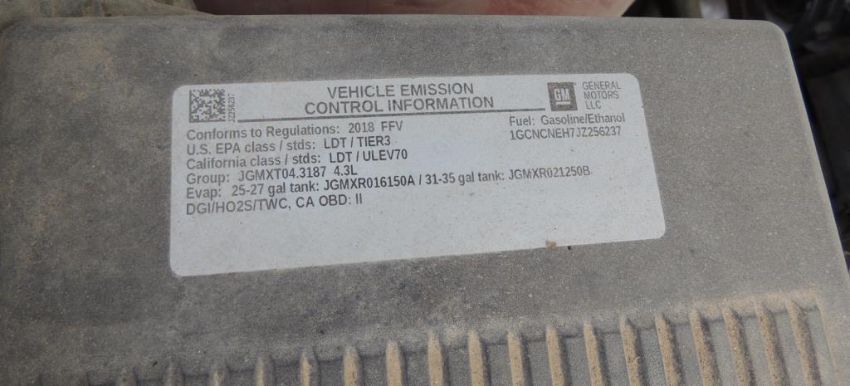 VEHICLE EMISSION
CONTROL INFORMATION
GM
GENERAL
MOTORS
LLC
Conforms to Regulations: 2018 FFV
Fuel: Gasoline/Ethanol
U.S. EPA class / stds: LDT / TIER3
1GCNCNEH7JZ256237
California class / stds: LDT / ULEV70
Group: JGMXT04.3187 4.3L
Evap: 25-27 gal tank: JGMXR016150A / 31-35 gal tank: JGMXR021250B
DGI/HO2S/TWC, CA OBD: II
JZ256237